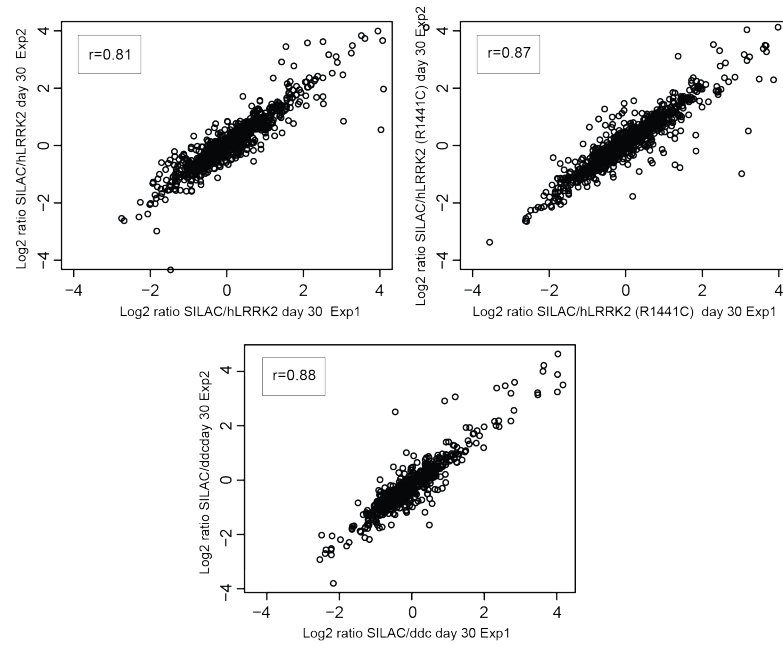 r=0.81
4
2
0
−2
−4
Log2 ratio SILAC/hLRRK2 day 30  Exp2
−4 −2 0 2 4
Log2 ratio SILAC/hLRRK2 day 30  Exp1
r=0.87
4
2
0
−2
−4
Log2 ratio SILAC/hLRRK2 (R1441C) day 30 Exp2
−4 −2 0 2 4
Log2 ratio SILAC/hLRRK2 (R1441C)  day 30 Exp1
r=0.88
4
2
0
−2
−4
Log2 ratio SILAC/ddcday 30 Exp2
−4 −2 0 2 4
Log2 ratio SILAC/ddc day 30 Exp1